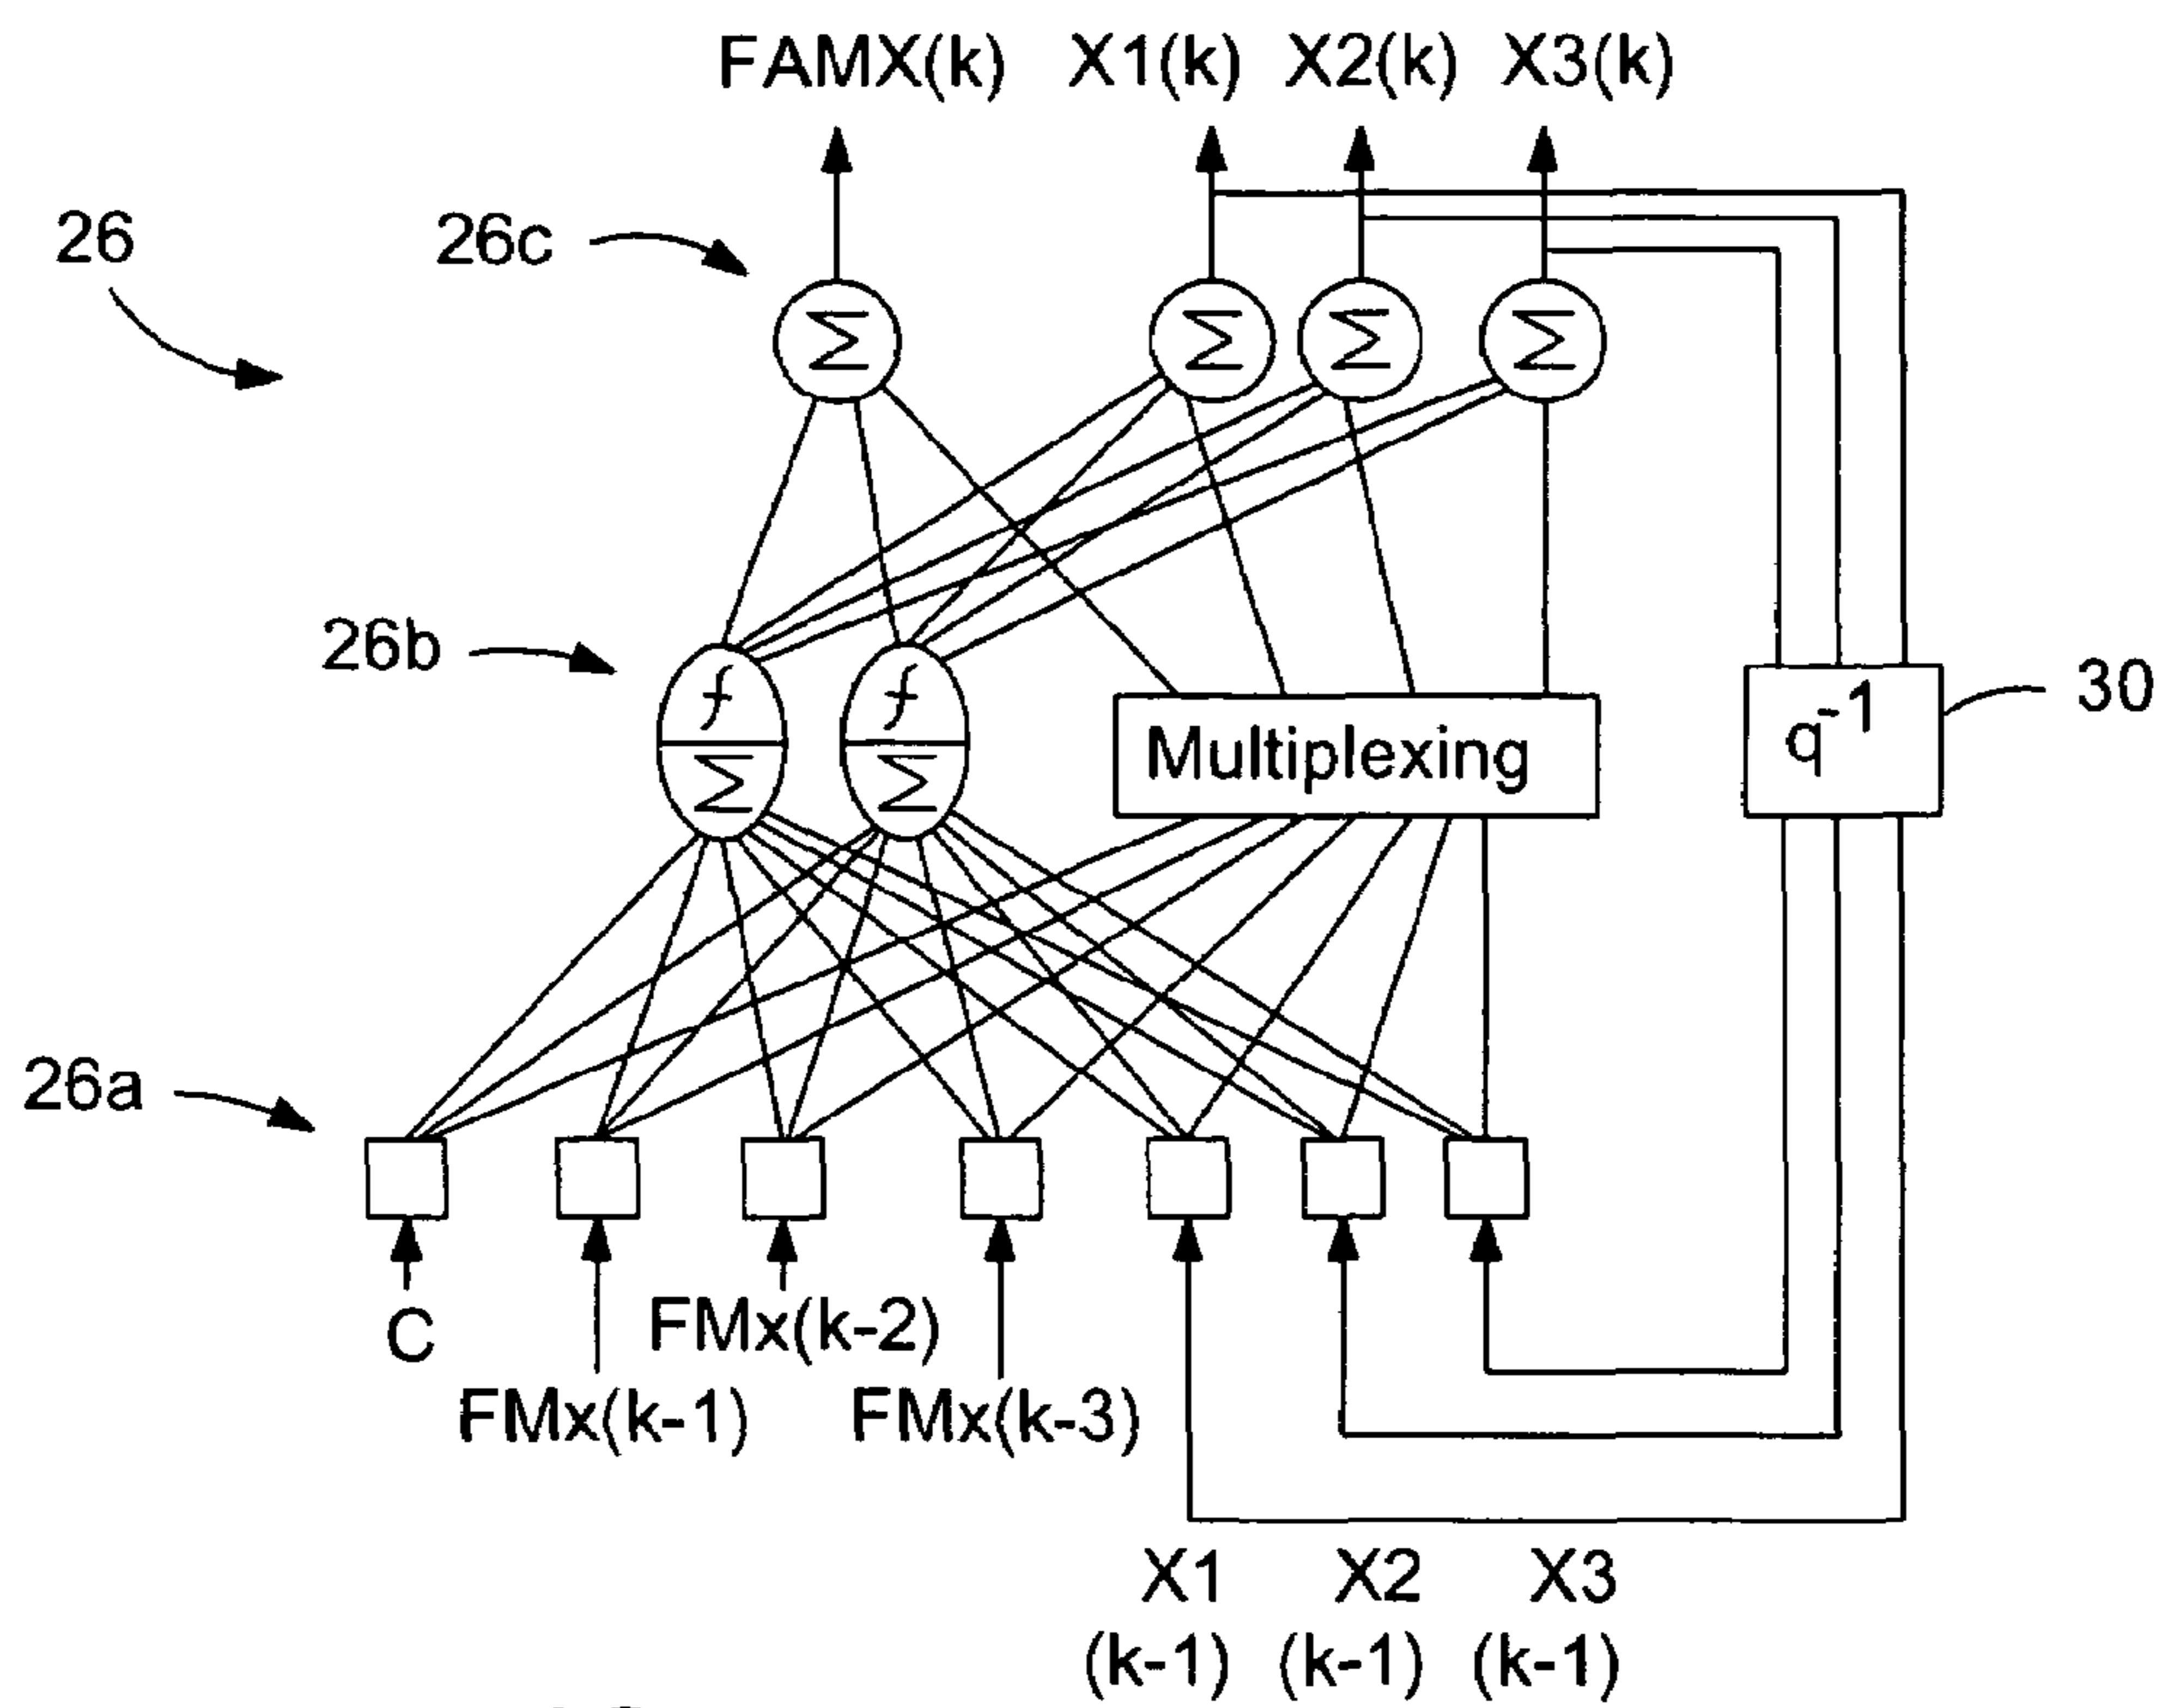 FAMX(k) X1(k) X2(k) X3(k)
26
26c
Σ Σ Σ Σ
26b
f f
Σ Σ
Multiplexing
q-1
30
26a
C
FMx(k-2)
FMx(k-1) FMx(k-3)
X1 X2 X3
(k-1) (k-1) (k-1)